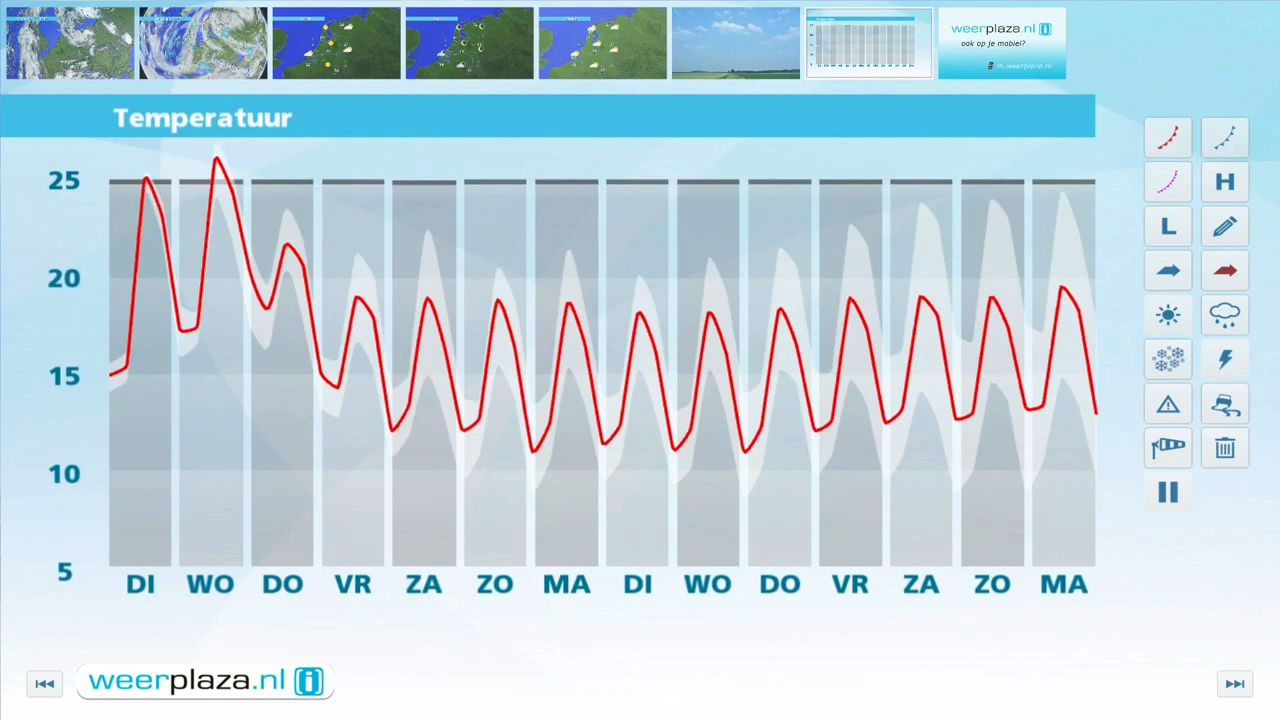 weerplaza.nl
ook op je mobiel?
m.weerplaza.nl
Temperatuur
25
20
15
10
5
DI WO DO VR ZA ZO MA DI WO DO VR ZA ZO MA
H
L
weerplaza.nl